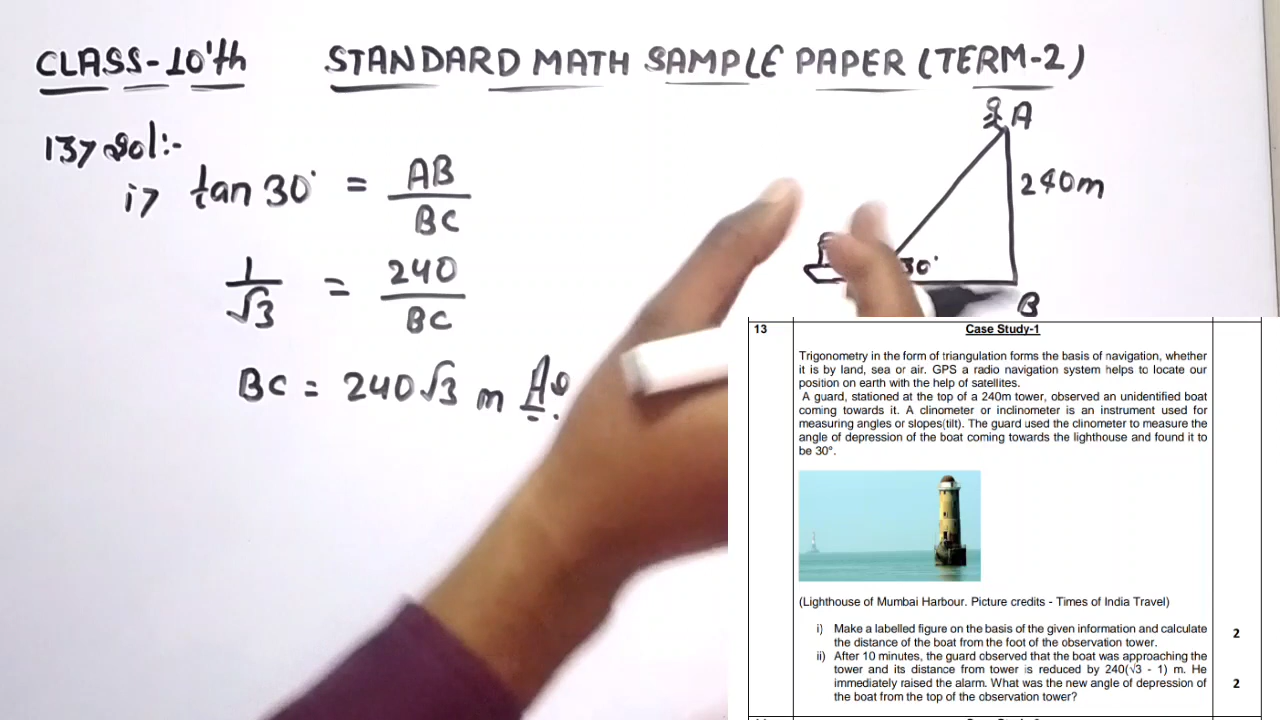 CLASS-10'th STANDARD MATH SAMPLE PAPER (TERM-2)
13> Sol:-
i> tan 30° = AB / BC
1 / √3 = 240 / BC
BC = 240√3 m
A
240m
30°
B
13 Case Study-1
Trigonometry in the form of triangulation forms the basis of navigation, whether
it is by land, sea or air. GPS a radio navigation system helps to locate our
position on earth with the help of satellites.
A guard, stationed at the top of a 240m tower, observed an unidentified boat
coming towards it. A clinometer or inclinometer is an instrument used for
measuring angles or slopes(tilt). The guard used the clinometer to measure the
angle of depression of the boat coming towards the lighthouse and found it to
be 30°.
(Lighthouse of Mumbai Harbour. Picture credits - Times of India Travel)
i) Make a labelled figure on the basis of the given information and calculate
the distance of the boat from the foot of the observation tower. 2
ii) After 10 minutes, the guard observed that the boat was approaching the
tower and its distance from tower is reduced by 240(√3 - 1) m. He
immediately raised the alarm. What was the new angle of depression of 2
the boat from the top of the observation tower?